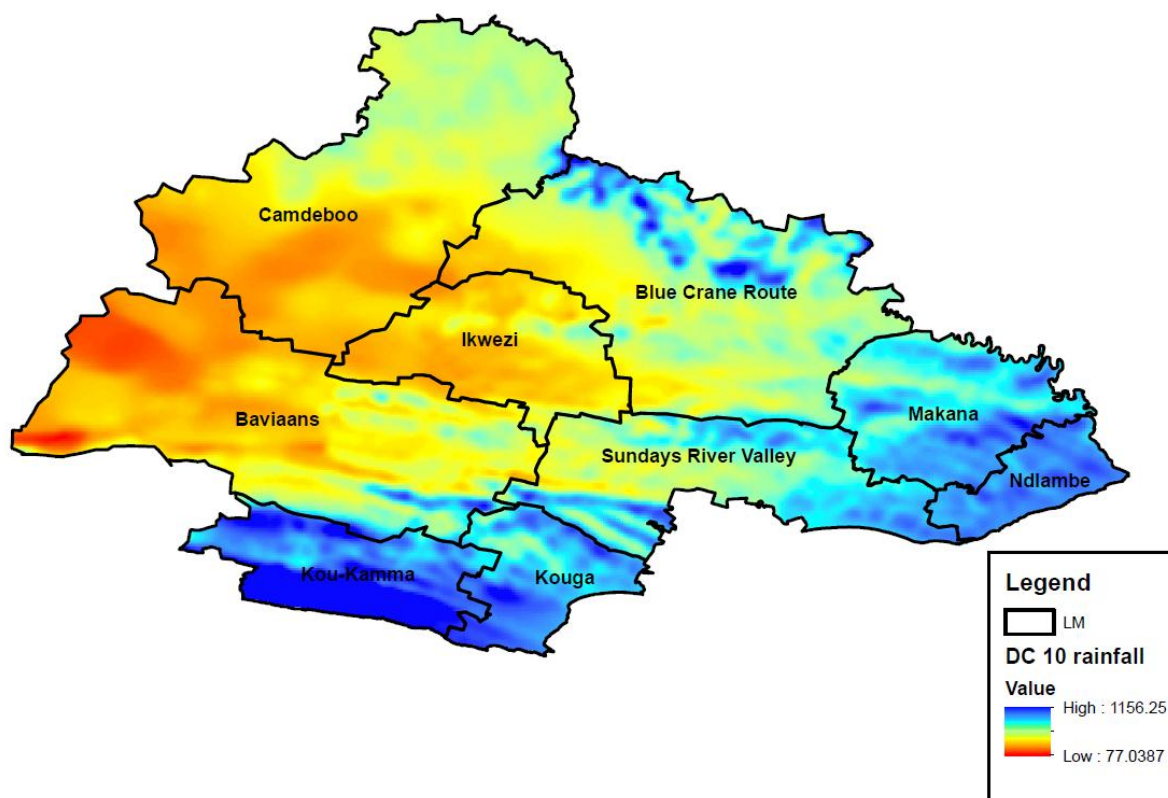 Camdeboo
Blue Crane Route
Ikwezi
Baviaans
Makana
Sundays River Valley
Ndlambe
Kou-Kamma
Kouga
Legend
LM
DC 10 rainfall
Value
High : 1156.25
Low : 77.0387